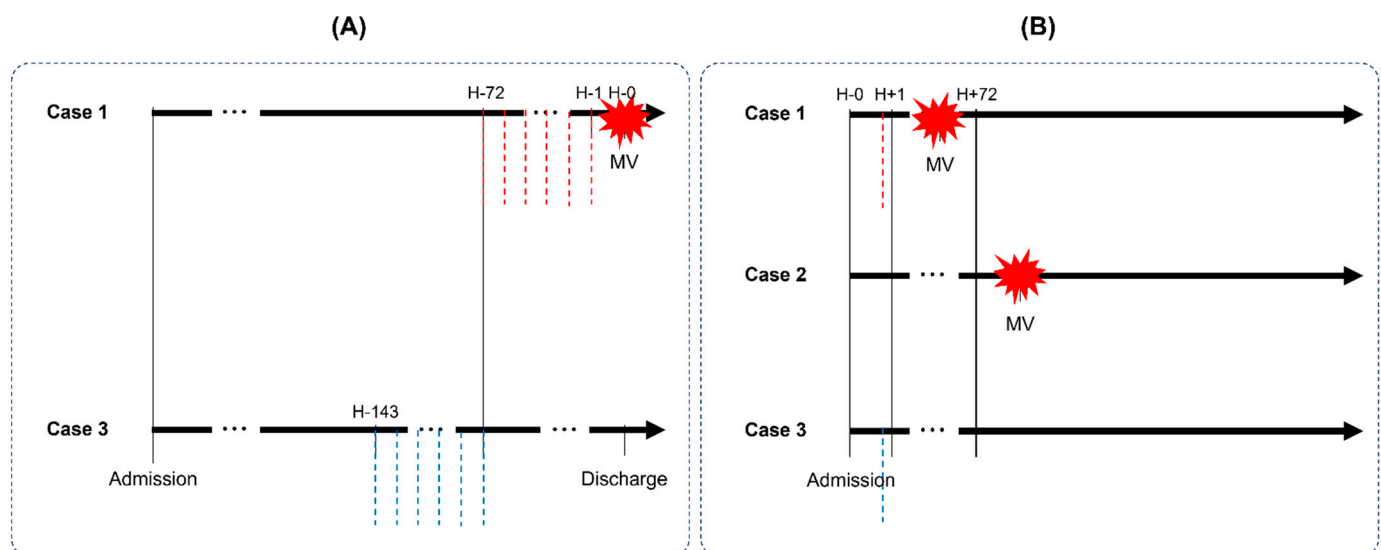 (A)
Case 1
...
H-72
...
H-1 H-0
MV
Case 3
...
H-143
...
...
Admission
Discharge
(B)
Case 1
H-0
H+1
H+72
MV
Case 2
...
MV
Case 3
...
Admission